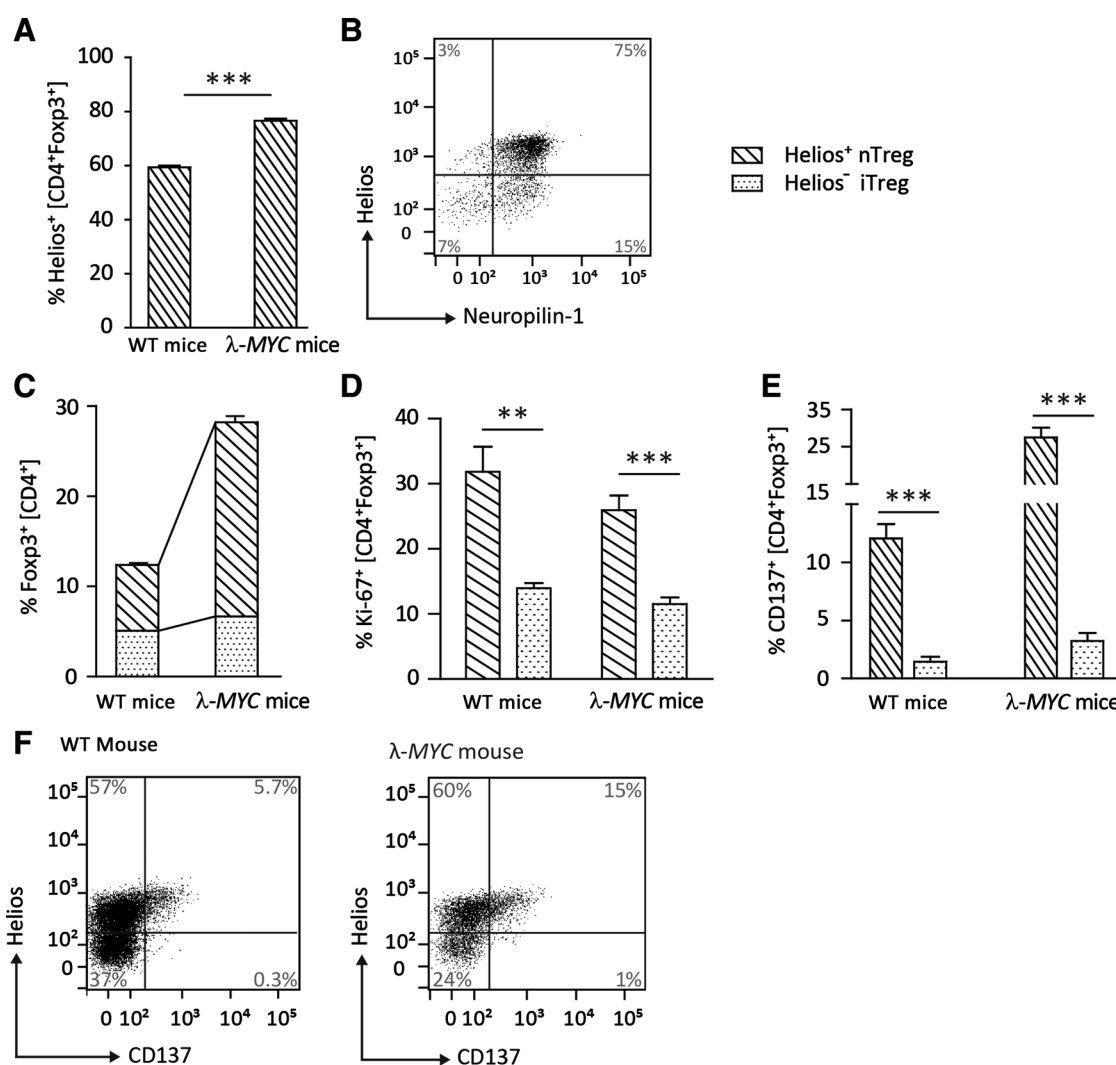 A
% Helios⁺ [CD4⁺Foxp3⁺]
100
80
60
40
20
0
***
WT mice
λ-MYC mice
B
Helios
10⁵
10⁴
10³
10²
0
3%
75%
7%
15%
0 10² 10³ 10⁴ 10⁵
Neuropilin-1
Helios⁺ nTreg
Helios⁻ iTreg
C
% Foxp3⁺ [CD4⁺]
30
20
10
0
WT mice
λ-MYC mice
D
% Ki-67⁺ [CD4⁺Foxp3⁺]
40
30
20
10
0
**
***
WT mice
λ-MYC mice
E
% CD137⁺ [CD4⁺Foxp3⁺]
35
25
15
10
5
0
***
***
WT mice
λ-MYC mice
F
WT Mouse
Helios
10⁵
10⁴
10³
10²
0
57%
5.7%
37%
0.3%
0 10² 10³ 10⁴ 10⁵
CD137
λ-MYC mouse
Helios
10⁵
10⁴
10³
10²
0
60%
15%
24%
1%
0 10² 10³ 10⁴ 10⁵
CD137